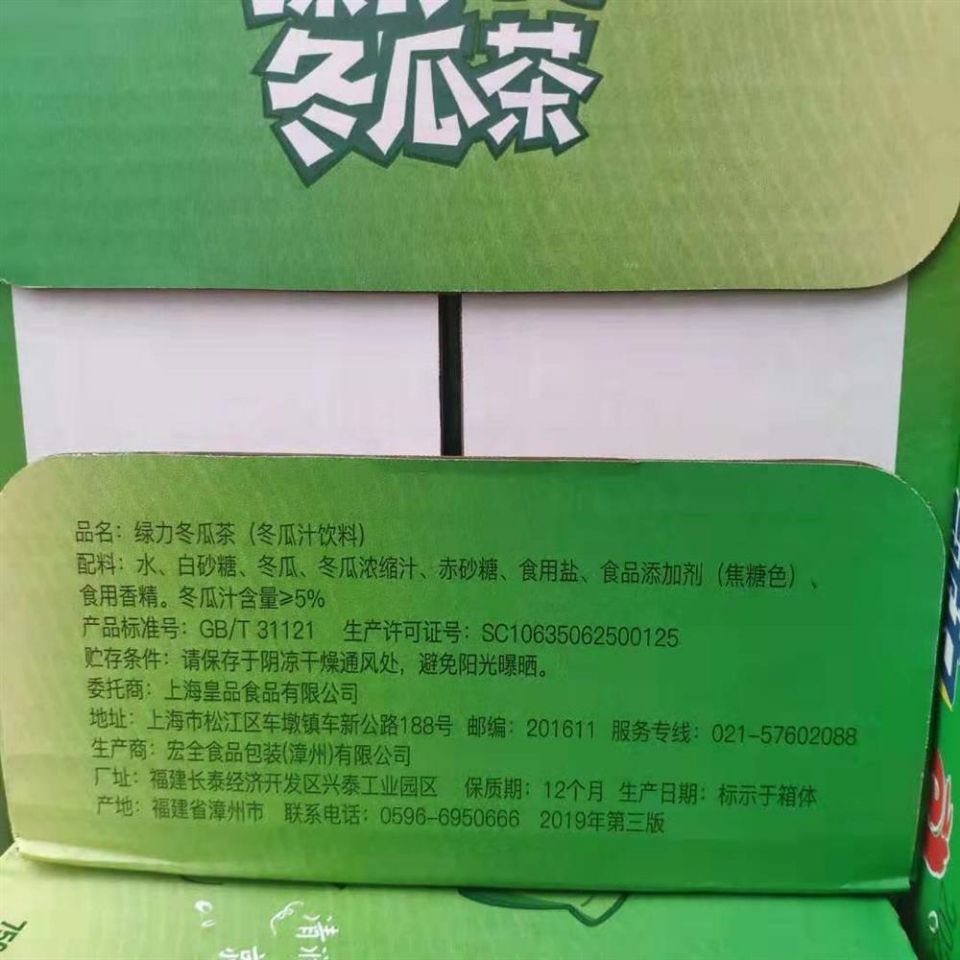 冬瓜茶
品名：绿力冬瓜茶（冬瓜汁饮料）
配料：水、白砂糖、冬瓜、冬瓜浓缩汁、赤砂糖、食用盐、食品添加剂（焦糖色）、
食用香精。冬瓜汁含量≥5%
产品标准号：GB/T 31121 生产许可证号：SC10635062500125
贮存条件：请保存于阴凉干燥通风处，避免阳光曝晒。
委托商：上海皇品食品有限公司
地址：上海市松江区车墩镇车新公路188号 邮编：201611 服务专线：021-57602088
生产商：宏全食品包装(漳州)有限公司
厂址：福建长泰经济开发区兴泰工业园区 保质期：12个月 生产日期：标示于箱体
产地：福建省漳州市 联系电话：0596-6950666 2019年第三版